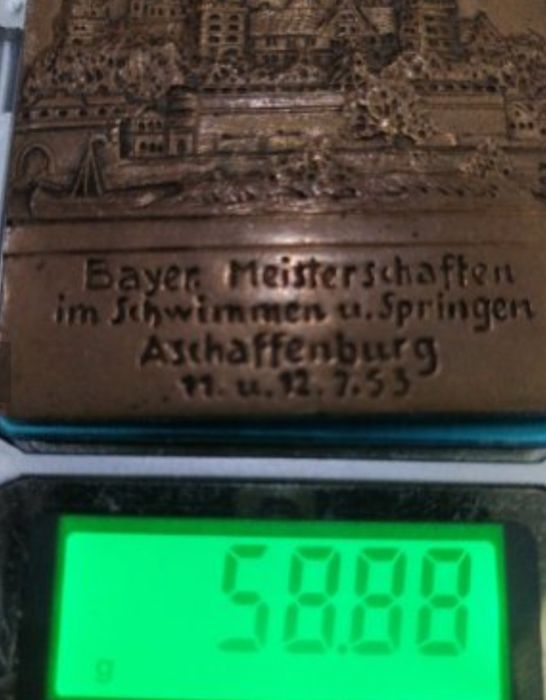 Bayer. Meisterschaften
im Schwimmen u. Springen
Aschaffenburg
11. u. 12. 7. 53
58.88
g